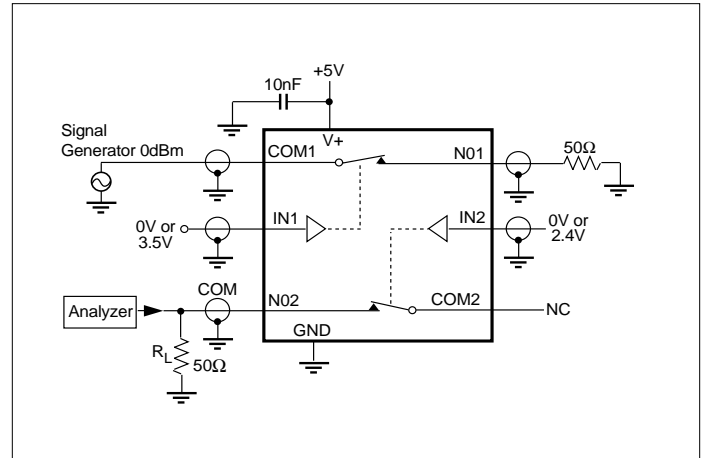 +5V
10nF
V+
Signal
Generator 0dBm
COM1
N01
50Ω
0V or
3.5V
IN1
IN2
0V or
2.4V
Analyzer
COM
N02
COM2
NC
GND
RL
50Ω